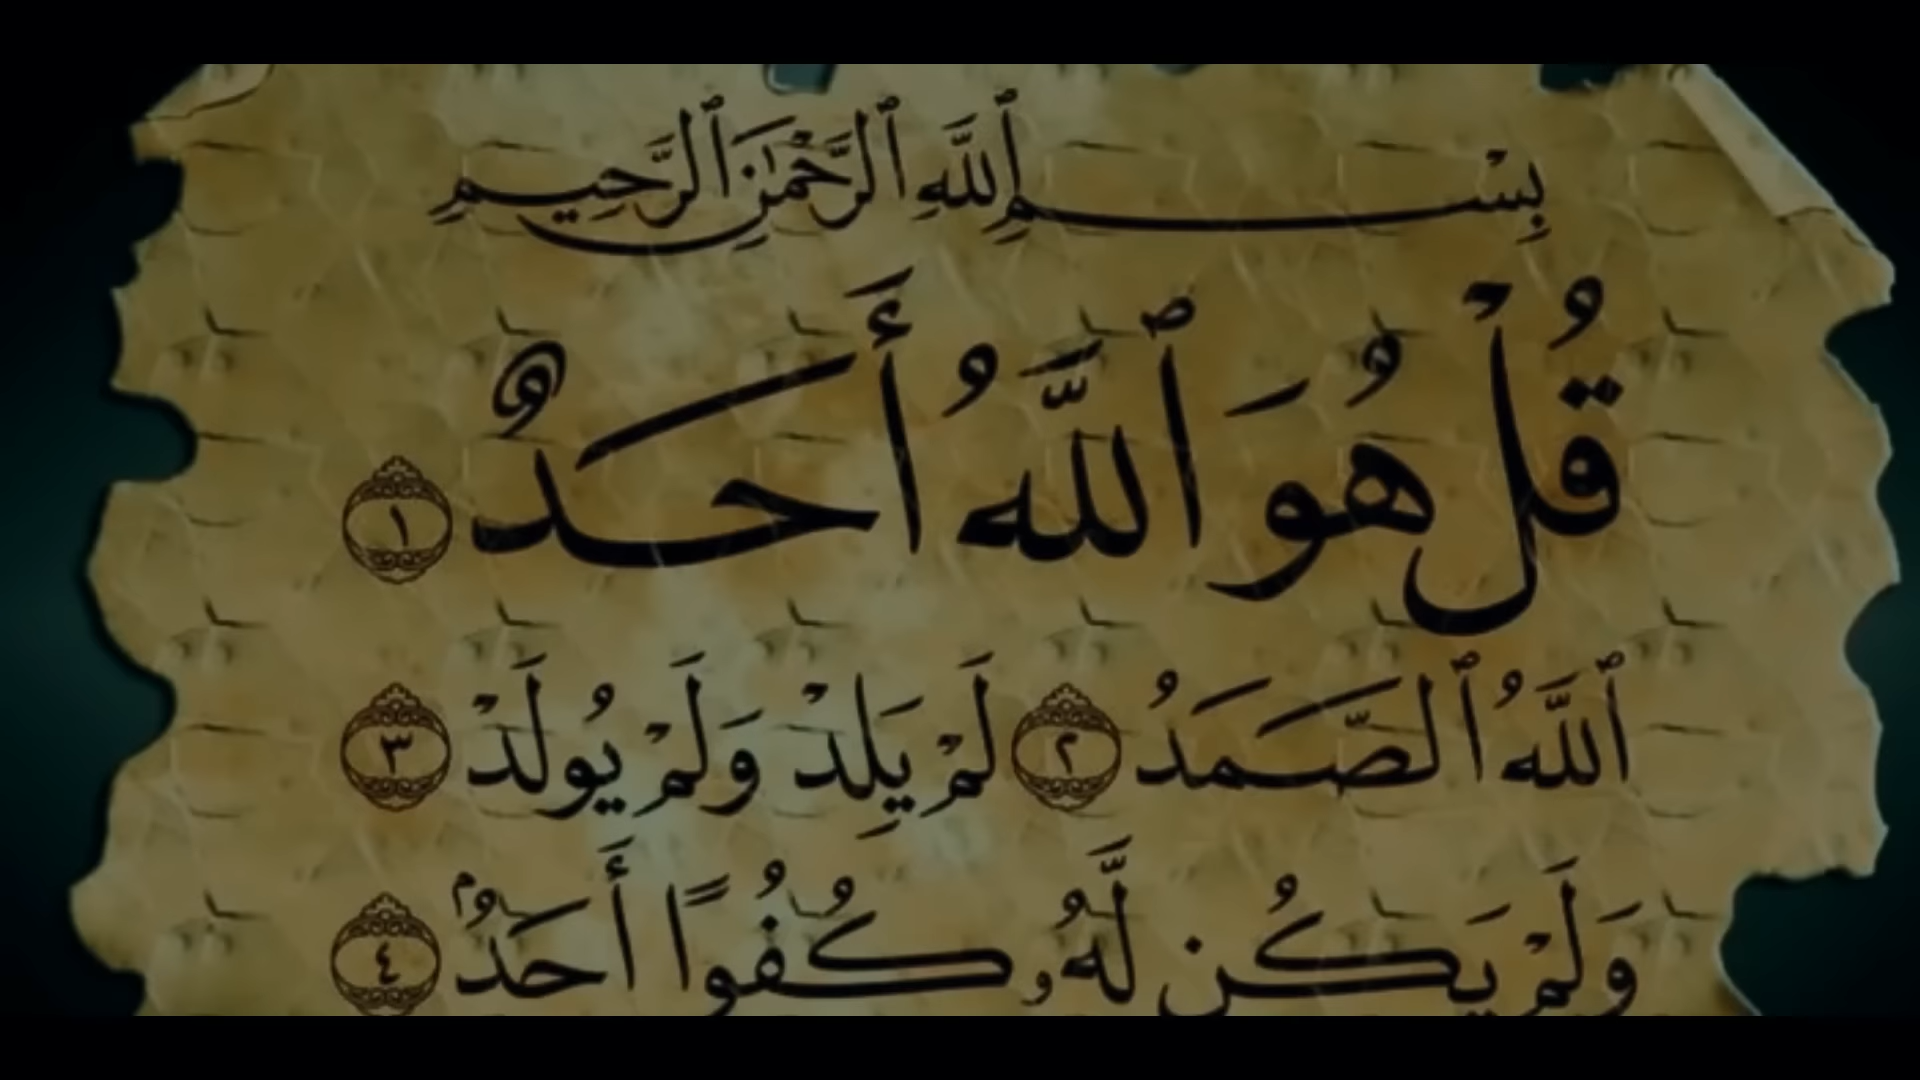 بِسْمِ ٱللَّهِ ٱلرَّحْمَٰنِ ٱلرَّحِيمِ
قُلْ هُوَ ٱللَّهُ أَحَدٌ ١
ٱللَّهُ ٱلصَّمَدُ ٢ لَمْ يَلِدْ وَلَمْ يُولَدْ ٣
وَلَمْ يَكُن لَّهُۥ كُفُوًا أَحَدٌۢ ٤